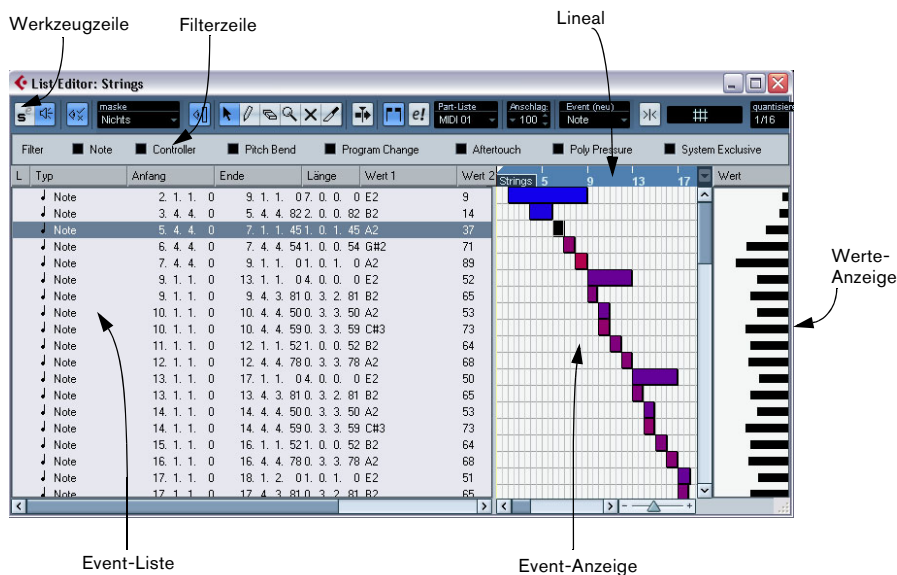 Werkzeugzeile Filterzeile Lineal
List Editor: Strings
maske Part-Liste Anschlag: Event (neu) quantisiere
Nichts MIDI 01 100 Note 1/16
Filter Note Controller Pitch Bend Program Change Aftertouch Poly Pressure System Exclusive
L Typ Anfang Ende Länge Wert 1 Wert 2 Strings 5 9 13 17 Wert
Note 2. 1. 1. 0 9. 1. 1. 0 7. 0. 0. 0 E2 9
Note 3. 4. 4. 0 5. 4. 4. 82 2. 0. 0. 82 B2 14
Note 5. 4. 4. 0 7. 1. 1. 45 1. 0. 1. 45 A2 37
Note 6. 4. 4. 0 7. 4. 4. 54 1. 0. 0. 54 G#2 71
Note 7. 4. 4. 0 9. 1. 1. 0 1. 0. 1. 0 A2 89
Note 9. 1. 1. 0 13. 1. 1. 0 4. 0. 0. 0 E2 52
Note 9. 1. 1. 0 9. 4. 3. 81 0. 3. 2. 81 B2 65
Note 10. 1. 1. 0 10. 4. 4. 50 0. 3. 3. 50 A2 53
Note 10. 1. 1. 0 10. 4. 4. 59 0. 3. 3. 59 C#3 73
Note 11. 1. 1. 0 12. 1. 1. 52 1. 0. 0. 52 B2 64
Note 12. 1. 1. 0 12. 4. 4. 78 0. 3. 3. 78 A2 68
Note 13. 1. 1. 0 17. 1. 1. 0 4. 0. 0. 0 E2 50
Note 13. 1. 1. 0 13. 4. 3. 81 0. 3. 2. 81 B2 65
Note 14. 1. 1. 0 14. 4. 4. 50 0. 3. 3. 50 A2 53
Note 14. 1. 1. 0 14. 4. 4. 59 0. 3. 3. 59 C#3 73
Note 15. 1. 1. 0 16. 1. 1. 52 1. 0. 0. 52 B2 64
Note 16. 1. 1. 0 16. 4. 4. 78 0. 3. 3. 78 A2 68
Note 17. 1. 1. 0 18. 1. 2. 0 1. 0. 1. 0 E2 51
Note 17. 1. 1. 0 17. 4. 3. 81 0. 3. 2. 81 B2 65
Werte-
Anzeige
Event-Liste Event-Anzeige